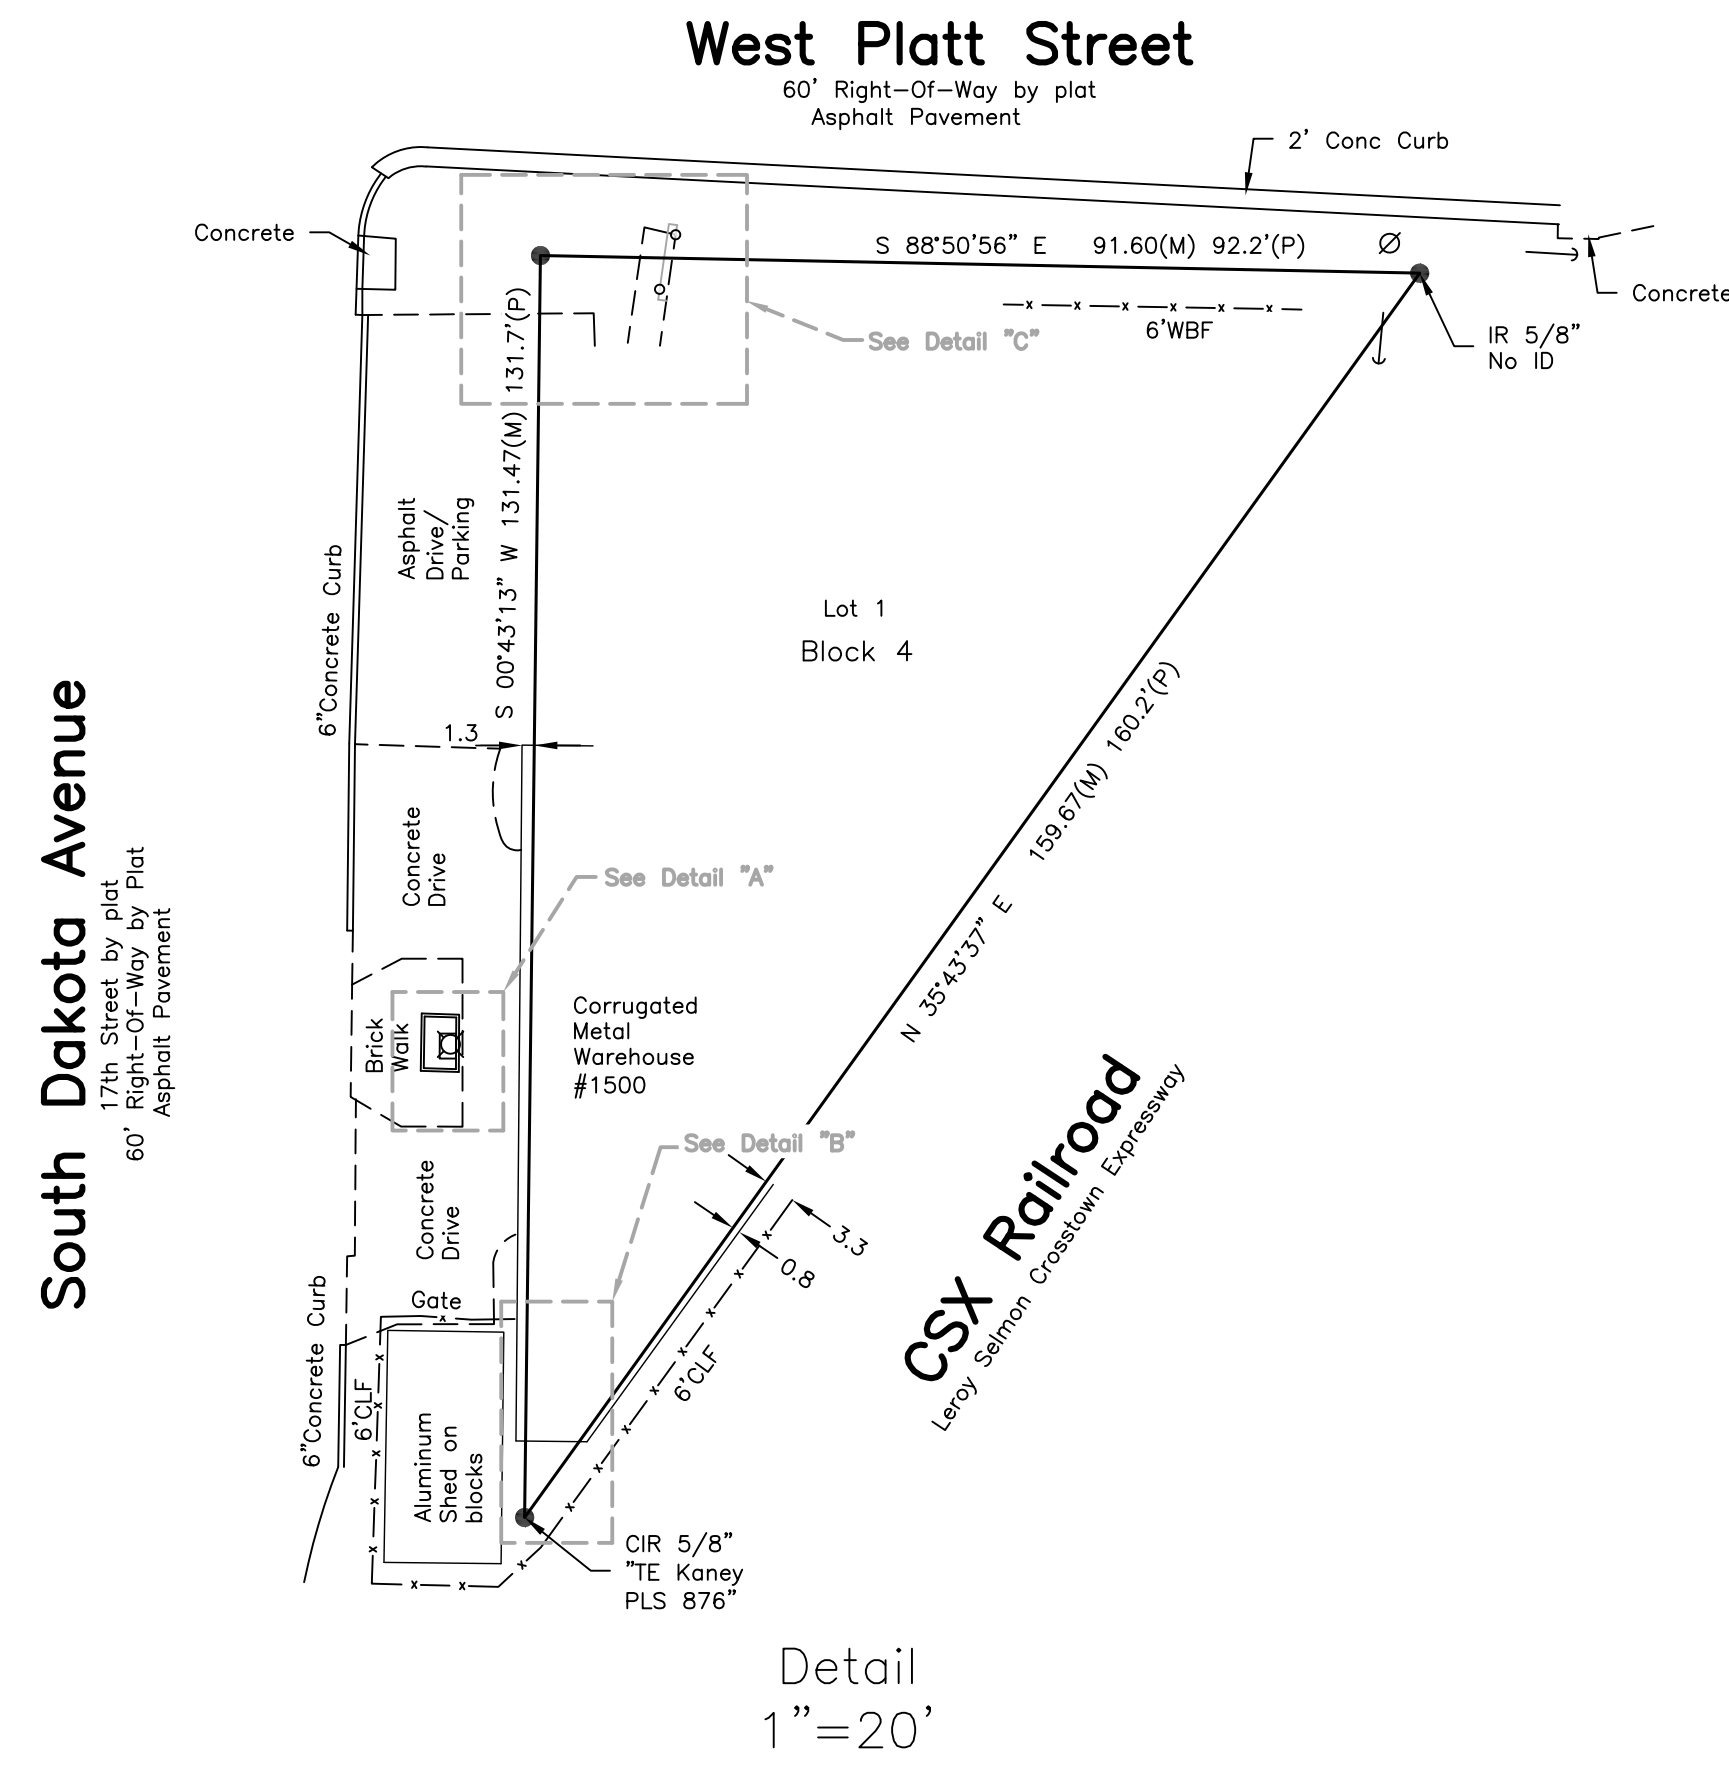 West Platt Street
60' Right-Of-Way by plat
Asphalt Pavement
2' Conc Curb
Concrete
S 88°50'56" E 91.60(M) 92.2'(P)
Ø
Concrete
6'WBF
See Detail "C"
IR 5/8"
No ID
S 00°43'13" W 131.47(M) 131.7'(P)
Asphalt
Drive/
Parking
6"Concrete Curb
Lot 1
Block 4
1.3
N 35°43'37" E 159.67(M) 160.2'(P)
South Dakota Avenue
17th Street by plat
60' Right-Of-Way by Plat
Asphalt Pavement
Concrete
Drive
See Detail "A"
Brick
Walk
Corrugated
Metal
Warehouse
#1500
See Detail "B"
CSX Railroad
Leroy Selmon Crosstown Expressway
Concrete
Drive
3.3
0.8
Gate
6"Concrete Curb
6'CLF
6'CLF
Aluminum
Shed on
blocks
CIR 5/8"
"TE Kaney
PLS 876"
Detail
1"=20'